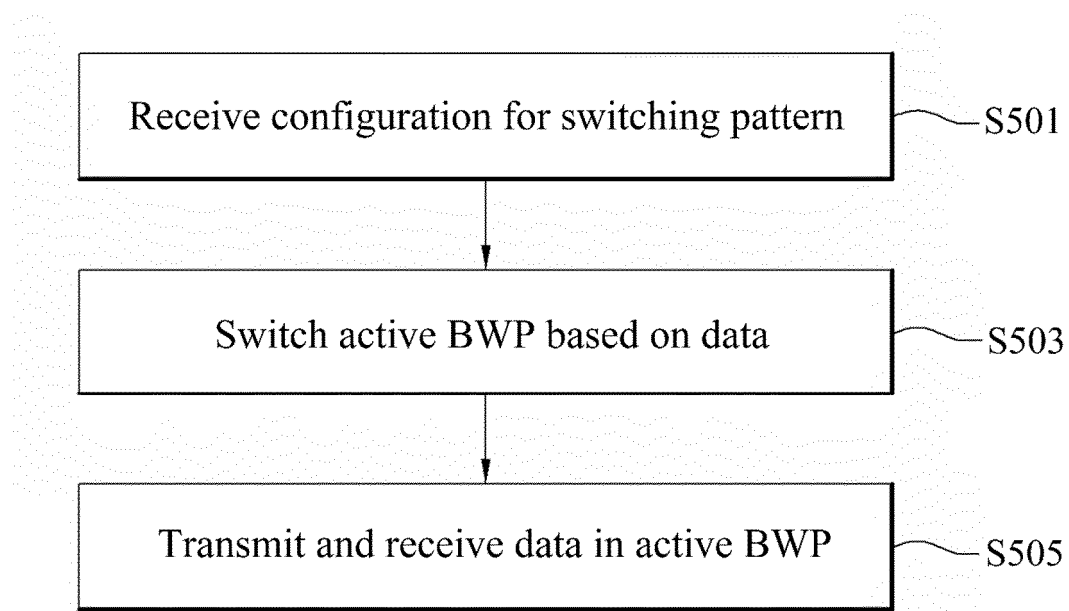 Receive configuration for switching pattern
S501
Switch active BWP based on data
S503
Transmit and receive data in active BWP
S505